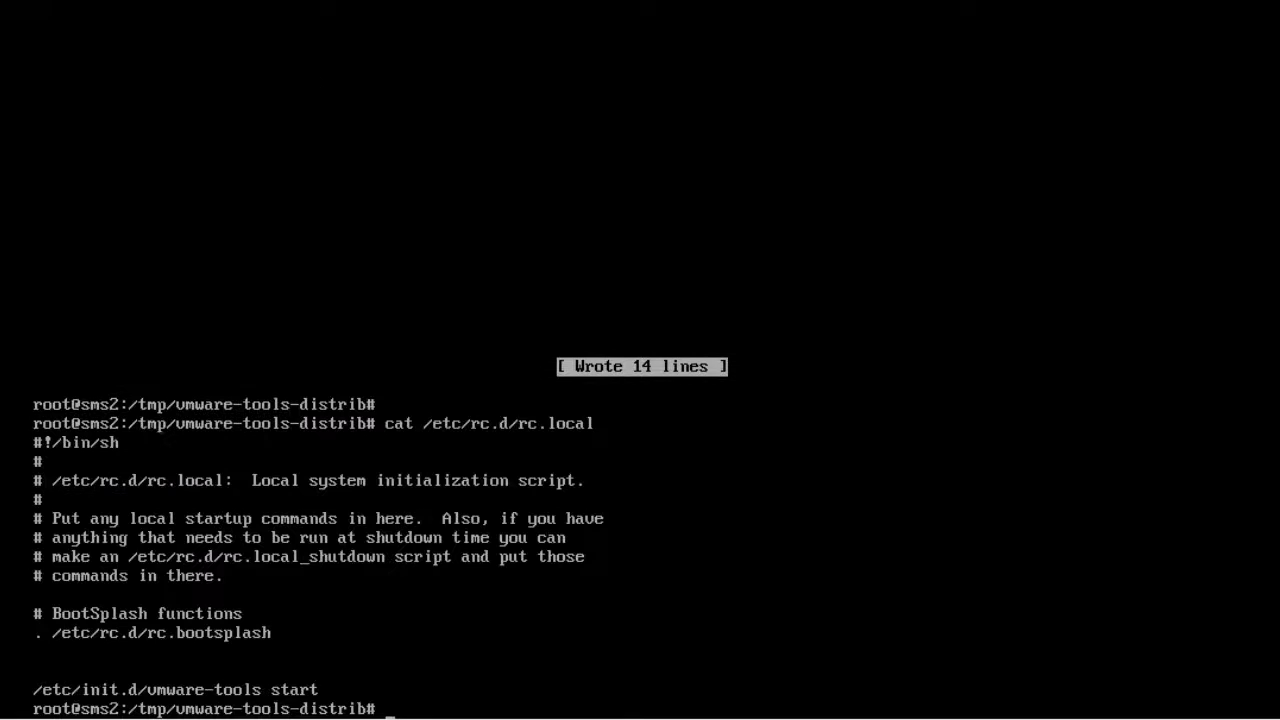 [ Wrote 14 lines ]
root@sms2:/tmp/vmware-tools-distrib#
root@sms2:/tmp/vmware-tools-distrib# cat /etc/rc.d/rc.local
#!/bin/sh
#
# /etc/rc.d/rc.local:  Local system initialization script.
#
# Put any local startup commands in here.  Also, if you have
# anything that needs to be run at shutdown time you can
# make an /etc/rc.d/rc.local_shutdown script and put those
# commands in there.
# BootSplash functions
. /etc/rc.d/rc.bootsplash
/etc/init.d/vmware-tools start
root@sms2:/tmp/vmware-tools-distrib# _